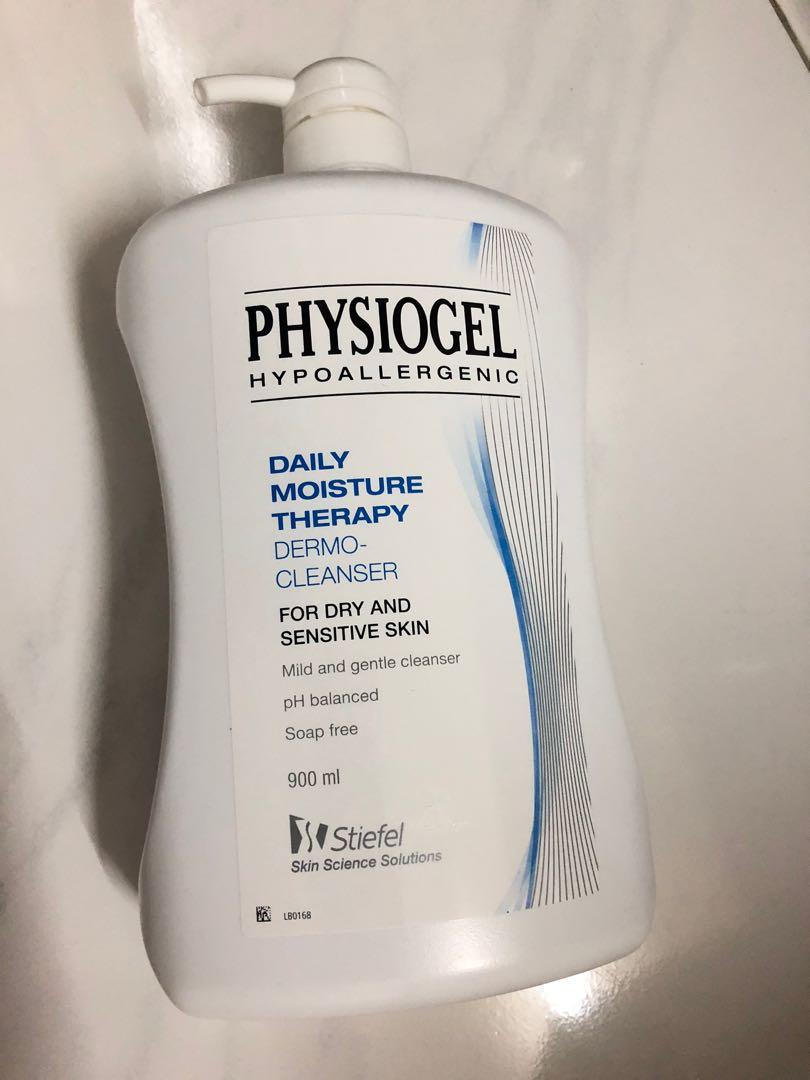 PHYSIOGEL
HYPOALLERGENIC
DAILY
MOISTURE
THERAPY
DERMO-
CLEANSER
FOR DRY AND
SENSITIVE SKIN
Mild and gentle cleanser
pH balanced
Soap free
900 ml
Stiefel
Skin Science Solutions
LB0168